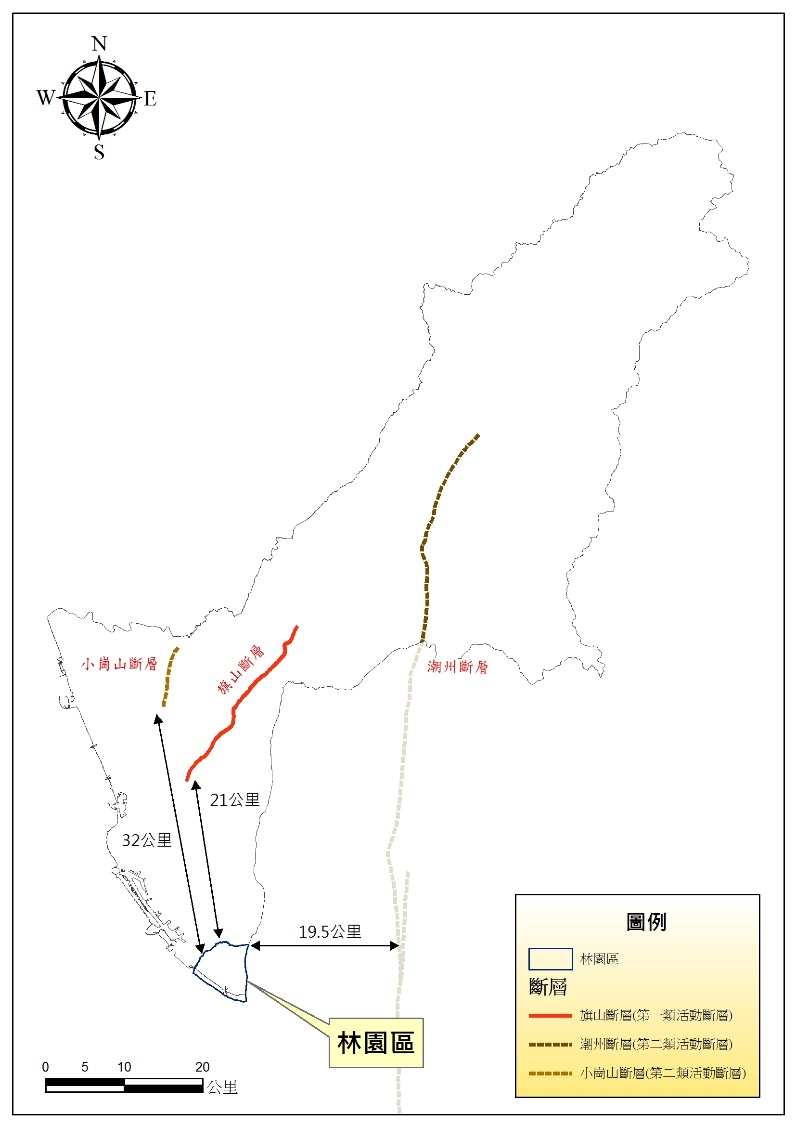 N
W
E
S
小崗山斷層
旗山斷層
潮州斷層
21公里
32公里
19.5公里
林園區
0 5 10 20
公里
圖例
林園區
斷層
旗山斷層(第一類活動斷層)
潮州斷層(第二類活動斷層)
小崗山斷層(第二類活動斷層)